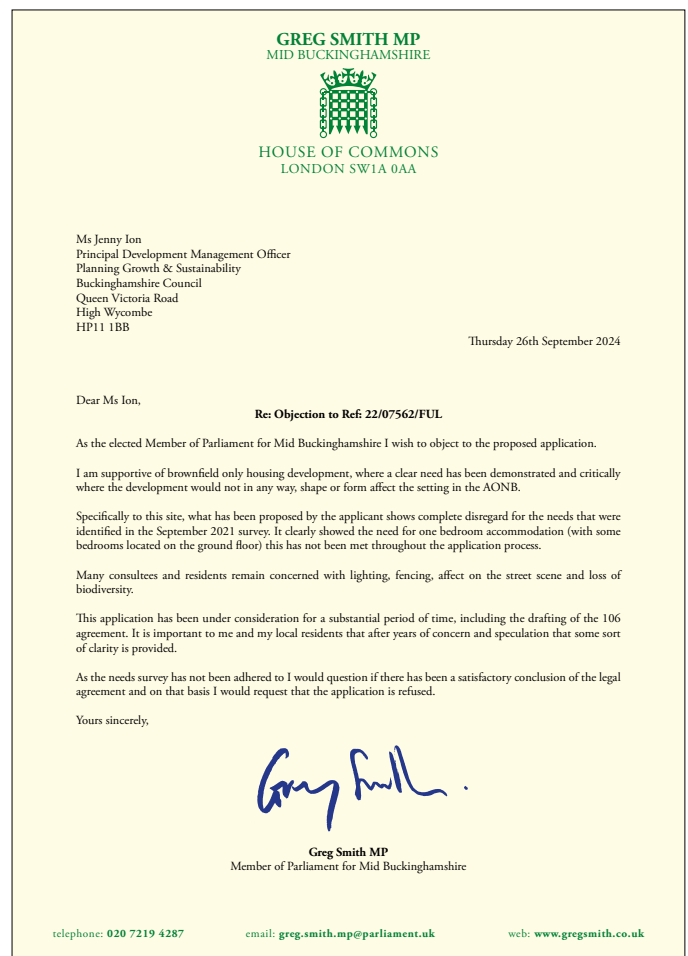 GREG SMITH MP
MID BUCKINGHAMSHIRE
HOUSE OF COMMONS
LONDON SW1A 0AA
Ms Jenny Ion
Principal Development Management Officer
Planning Growth & Sustainability
Buckinghamshire Council
Queen Victoria Road
High Wycombe
HP11 1BB
Thursday 26th September 2024
Dear Ms Ion,
Re: Objection to Ref: 22/07562/FUL
As the elected Member of Parliament for Mid Buckinghamshire I wish to object to the proposed application.
I am supportive of brownfield only housing development, where a clear need has been demonstrated and critically
where the development would not in any way, shape or form affect the setting in the AONB.
Specifically to this site, what has been proposed by the applicant shows complete disregard for the needs that were
identified in the September 2021 survey. It clearly showed the need for one bedroom accommodation (with some
bedrooms located on the ground floor) this has not been met throughout the application process.
Many consultees and residents remain concerned with lighting, fencing, affect on the street scene and loss of
biodiversity.
This application has been under consideration for a substantial period of time, including the drafting of the 106
agreement. It is important to me and my local residents that after years of concern and speculation that some sort
of clarity is provided.
As the needs survey has not been adhered to I would question if there has been a satisfactory conclusion of the legal
agreement and on that basis I would request that the application is refused.
Yours sincerely,
Greg Smith.
Greg Smith MP
Member of Parliament for Mid Buckinghamshire
telephone: 020 7219 4287 email: greg.smith.mp@parliament.uk web: www.gregsmith.co.uk